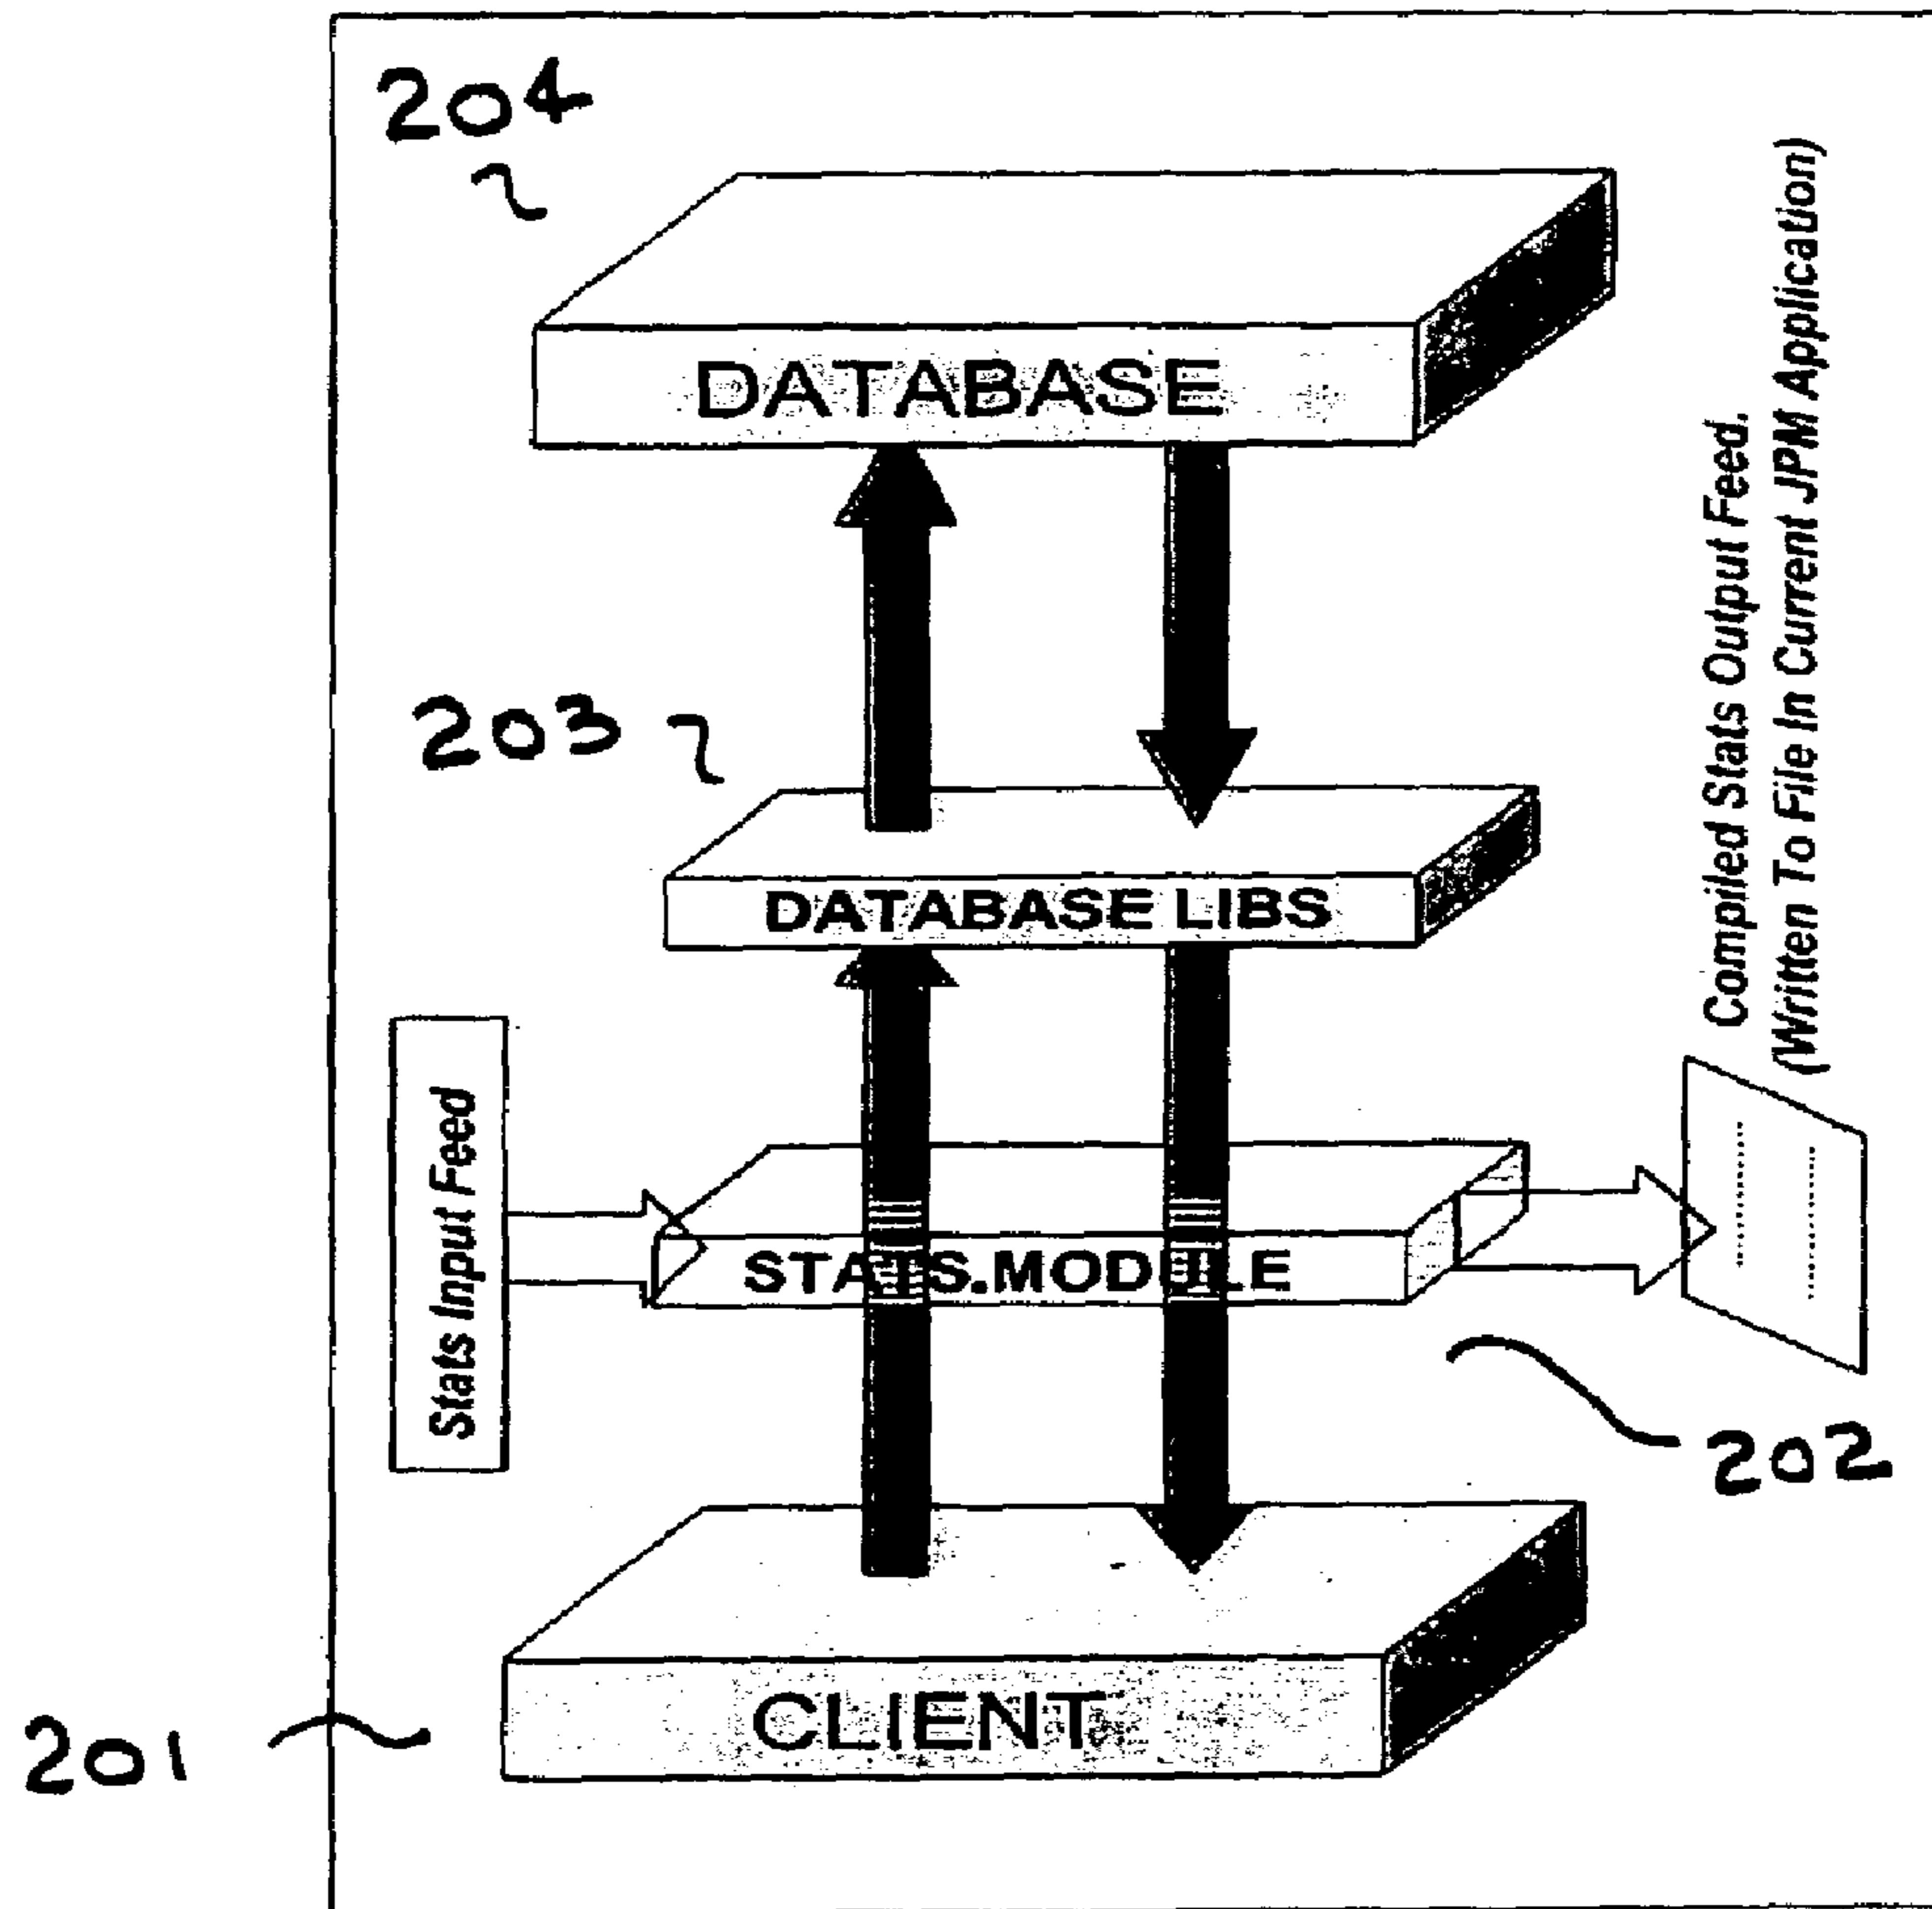 204
DATABASE
203
DATABASE LIBS
Compiled Stats Output Feed.
(Written To File In Current JPM Application)
Stats Input Feed
STATS.MODULE
202
CLIENT
201